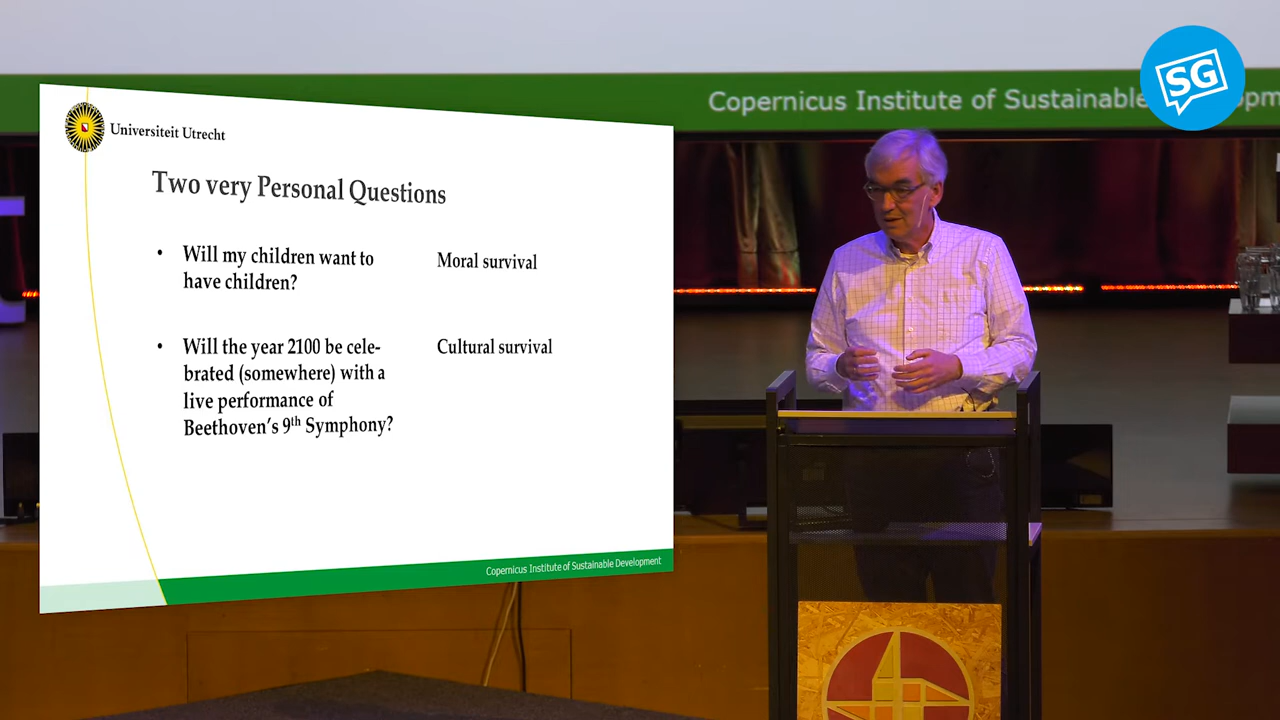 SG
Copernicus Institute of Sustainable
Universiteit Utrecht
Two very Personal Questions
• Will my children want to
have children?
Moral survival
• Will the year 2100 be cele-
brated (somewhere) with a
live performance of
Beethoven's 9th Symphony?
Cultural survival
Copernicus Institute of Sustainable Development